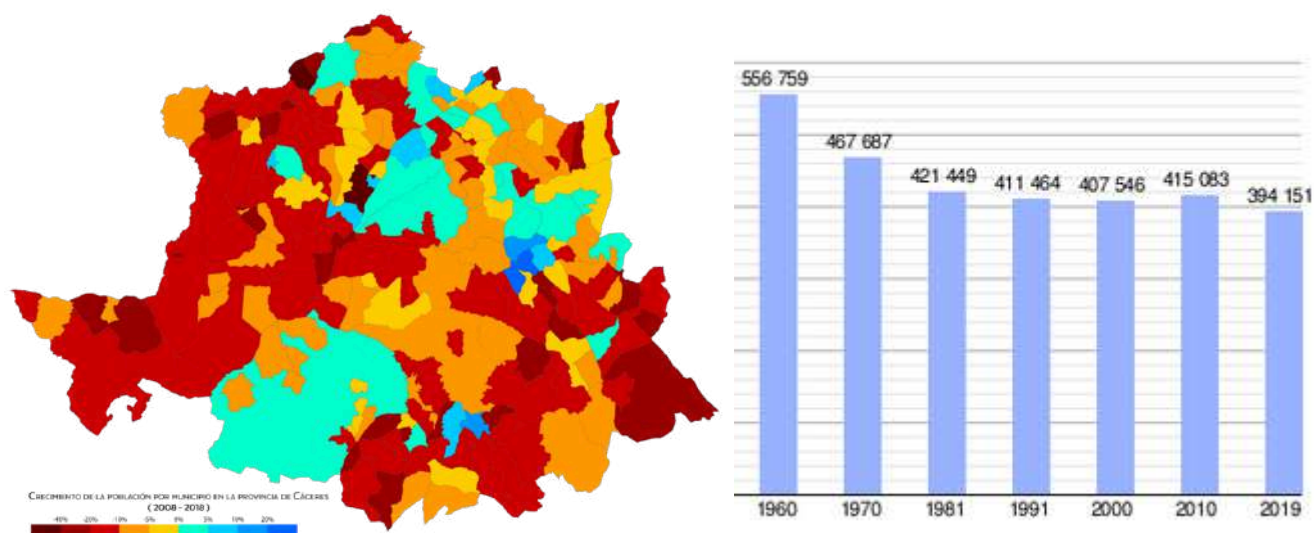 CRECIMIENTO DE LA POBLACIÓN POR MUNICIPIO EN LA PROVINCIA DE CÁCERES
(2008-2018)
-40% -20% -10% -5% 0% 5% 10% 20%
556 759
467 687
421 449
411 464
407 546
415 083
394 151
1960 1970 1981 1991 2000 2010 2019